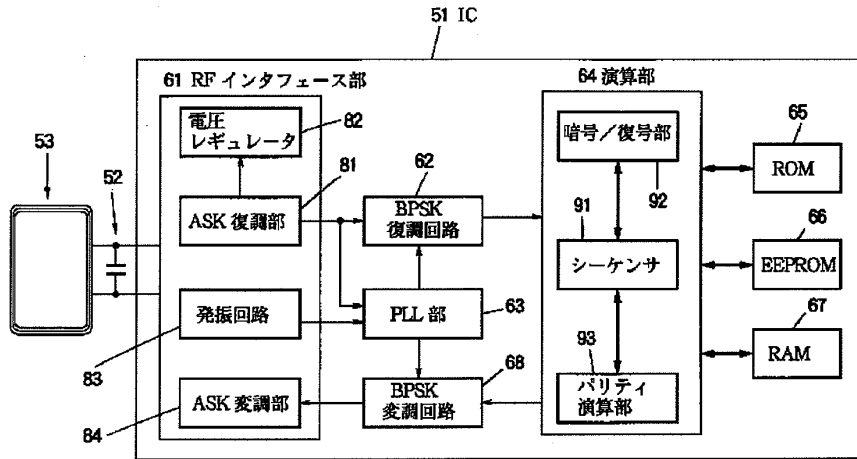 51 IC
61 RF インタフェース部
64 演算部
電圧
レギュレータ
82
暗号/復号部
65
ROM
53
52
81
62
92
ASK 復調部
BPSK
復調回路
91
66
シーケンサ
EEPROM
発振回路
PLL 部
63
67
83
93
RAM
68
ASK 変調部
BPSK
変調回路
パリティ
演算部
84